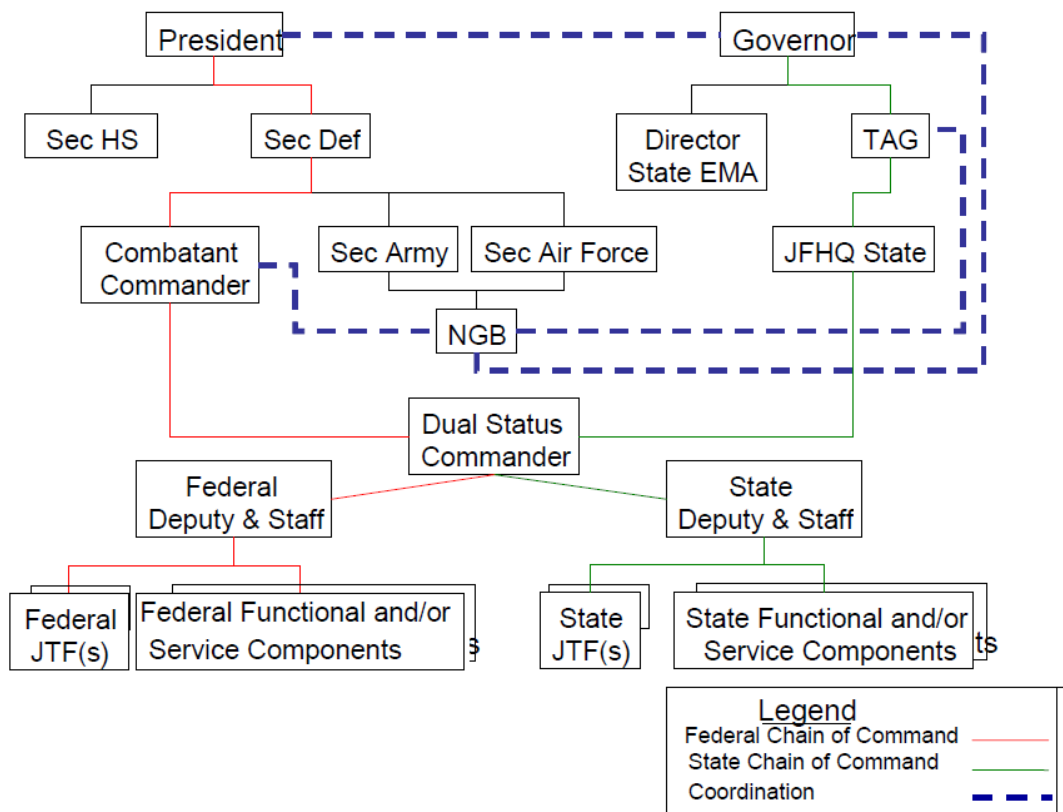 President
Governor
Sec HS
Sec Def
Director
State EMA
TAG
Combatant
Commander
Sec Army
Sec Air Force
JFHQ State
NGB
Dual Status
Commander
Federal
Deputy & Staff
State
Deputy & Staff
Federal
JTF(s)
Federal Functional and/or
Service Components
s
State
JTF(s)
State Functional and/or
Service Components
ts
Legend
Federal Chain of Command
State Chain of Command
Coordination